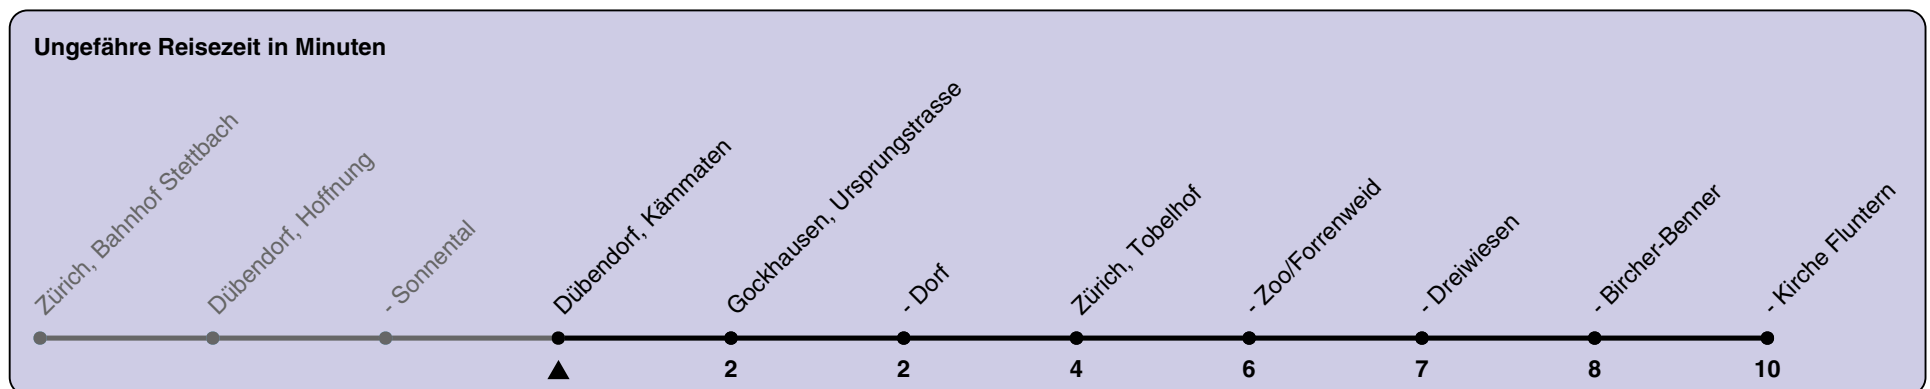 Ungefähre Reisezeit in Minuten
Zürich, Bahnhof Stettbach
Dübendorf, Hoffnung
- Sonnental
Dübendorf, Kämmaten
Gockhausen, Ursprungstrasse
- Dorf
Zürich, Tobelhof
- Zoo/Forrenweid
- Dreiwiesen
- Bircher-Benner
- Kirche Fluntern
2 2 4 6 7 8 10